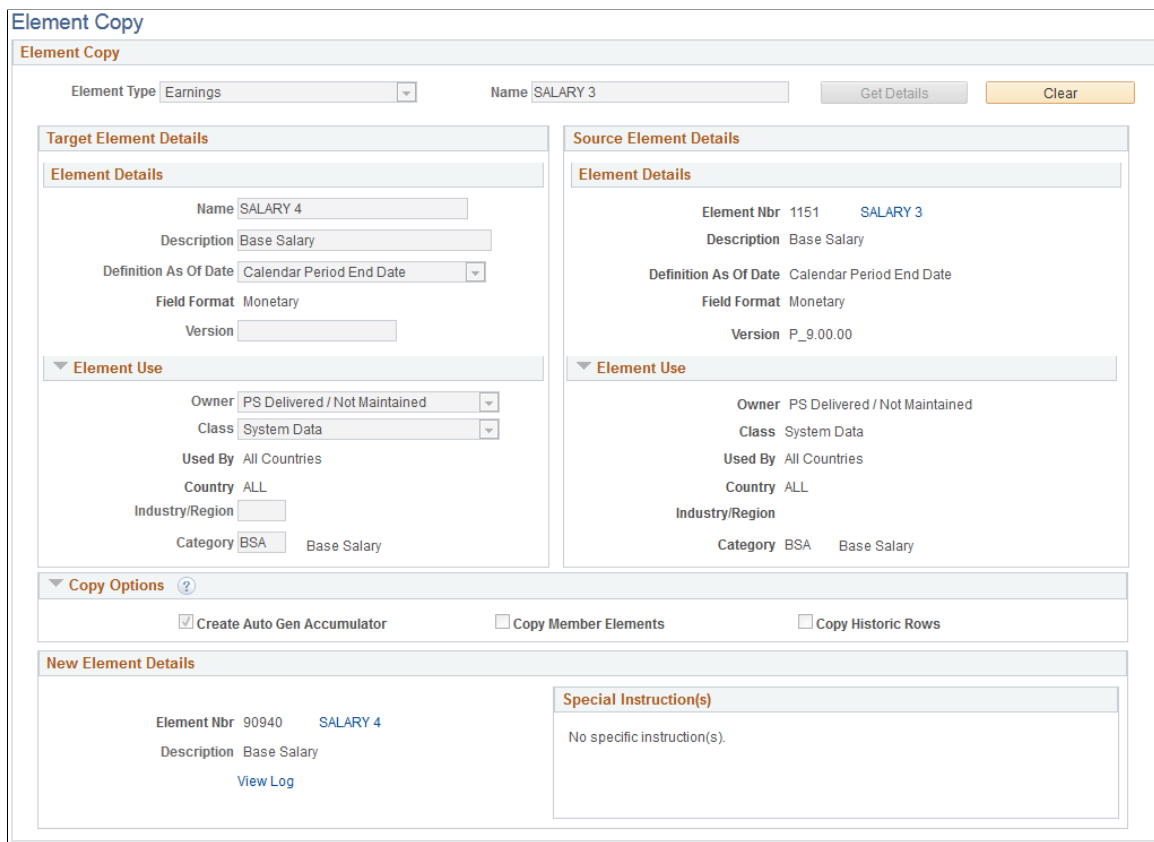 Element Copy
Element Copy
Element Type Earnings Name SALARY 3 Get Details Clear
Target Element Details
Element Details
Name SALARY 4
Description Base Salary
Definition As Of Date Calendar Period End Date
Field Format Monetary
Version
Element Use
Owner PS Delivered / Not Maintained
Class System Data
Used By All Countries
Country ALL
Industry/Region
Category BSA Base Salary
Source Element Details
Element Details
Element Nbr 1151 SALARY 3
Description Base Salary
Definition As Of Date Calendar Period End Date
Field Format Monetary
Version P_9.00.00
Element Use
Owner PS Delivered / Not Maintained
Class System Data
Used By All Countries
Country ALL
Industry/Region
Category BSA Base Salary
Copy Options ?
Create Auto Gen Accumulator Copy Member Elements Copy Historic Rows
New Element Details
Element Nbr 90940 SALARY 4
Description Base Salary
View Log
Special Instruction(s)
No specific instruction(s).